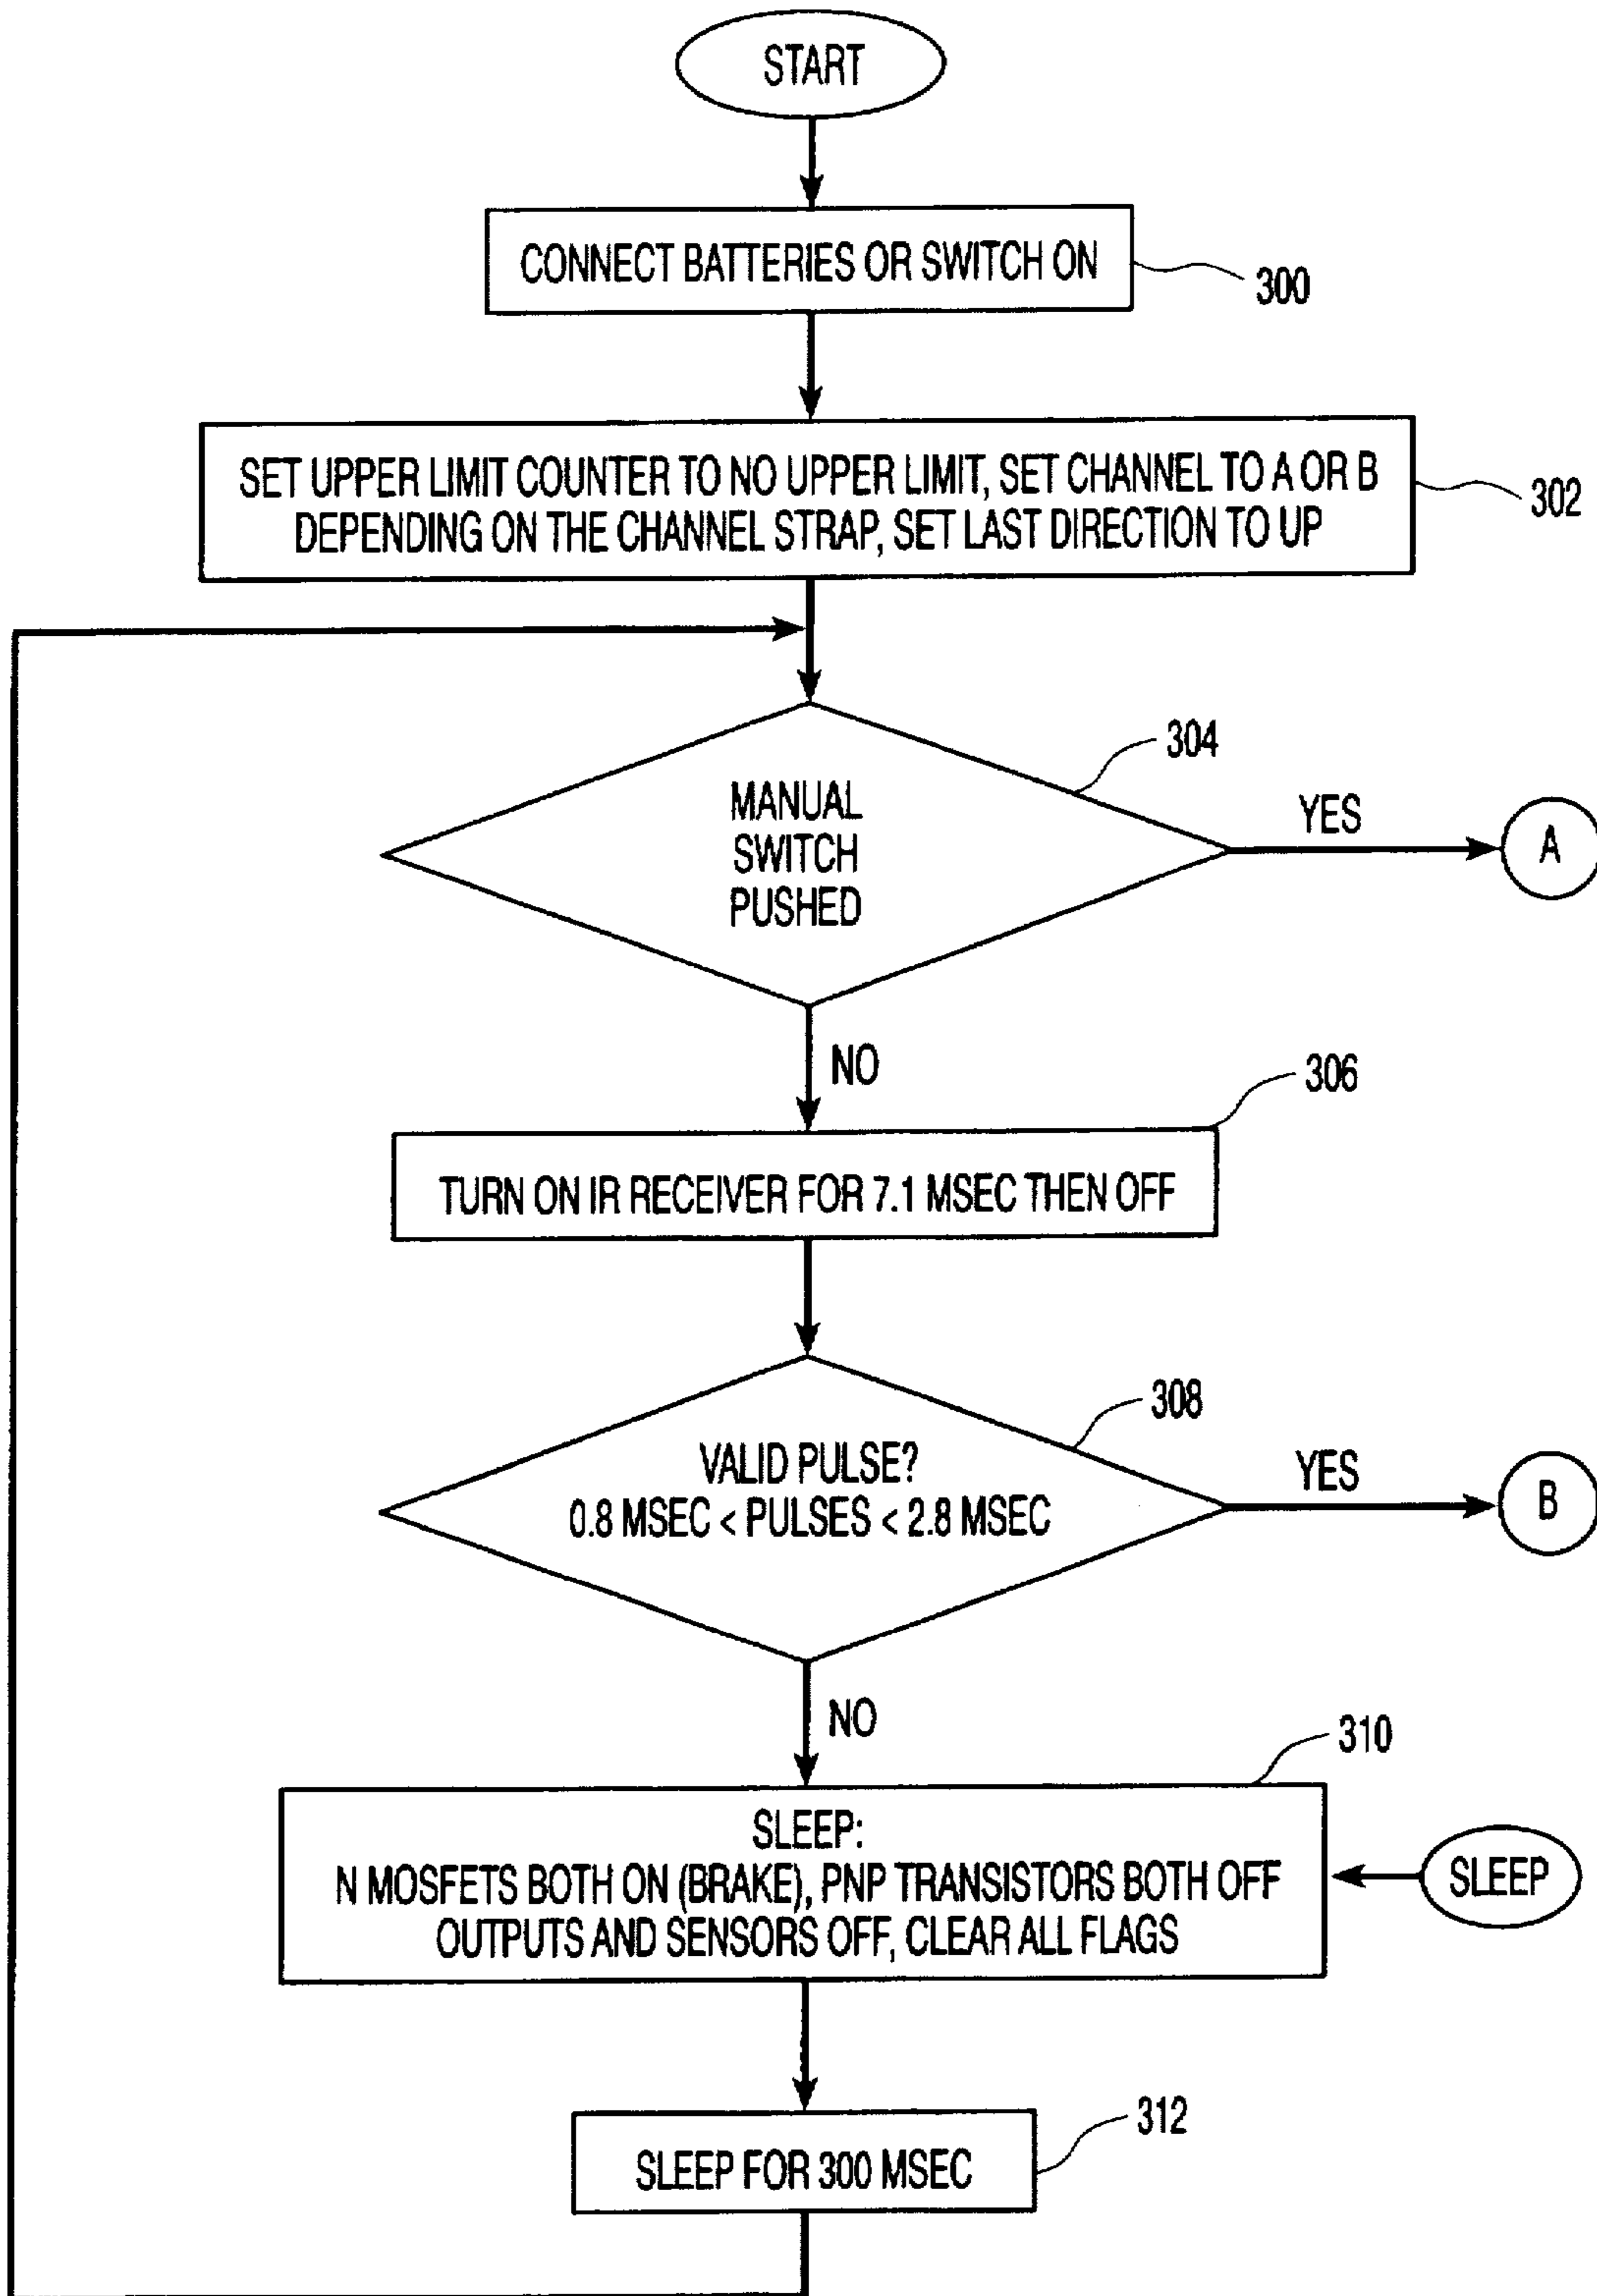 START
CONNECT BATTERIES OR SWITCH ON
300
SET UPPER LIMIT COUNTER TO NO UPPER LIMIT, SET CHANNEL TO A OR B
DEPENDING ON THE CHANNEL STRAP, SET LAST DIRECTION TO UP
302
304
MANUAL
SWITCH
PUSHED
YES
A
NO
306
TURN ON IR RECEIVER FOR 7.1 MSEC THEN OFF
308
VALID PULSE?
0.8 MSEC < PULSES < 2.8 MSEC
YES
B
NO
310
SLEEP:
N MOSFETS BOTH ON (BRAKE), PNP TRANSISTORS BOTH OFF
OUTPUTS AND SENSORS OFF, CLEAR ALL FLAGS
SLEEP
312
SLEEP FOR 300 MSEC